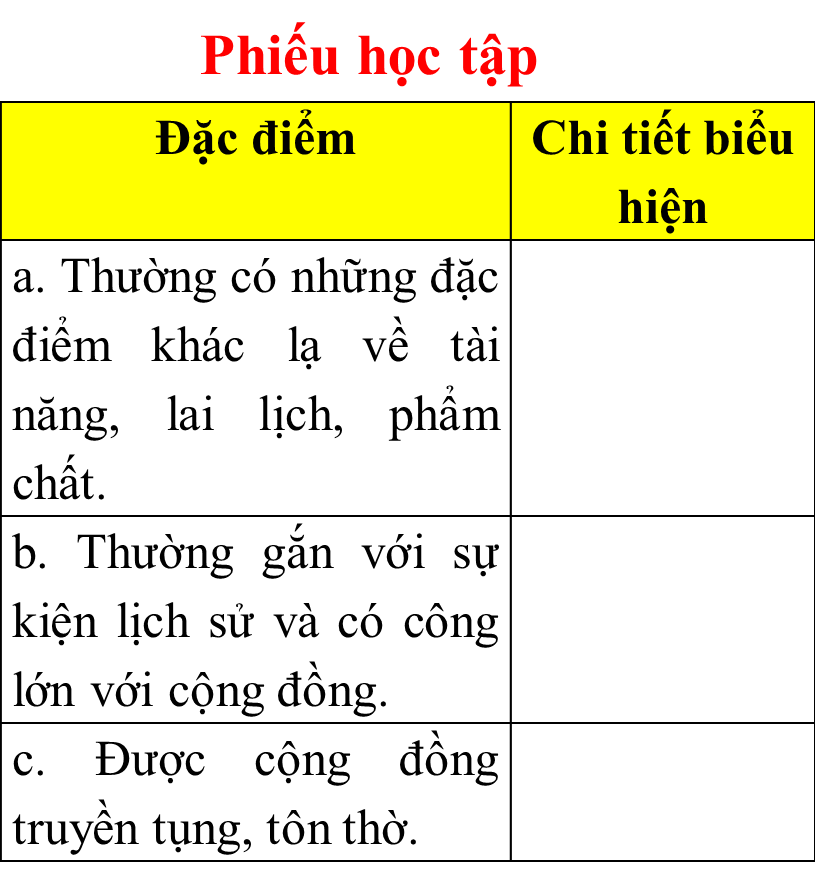 Phiếu học tập
Đặc điểm
Chi tiết biểu
hiện
a. Thường có những đặc
điểm khác lạ về tài
năng, lai lịch, phẩm
chất.
b. Thường gắn với sự
kiện lịch sử và có công
lớn với cộng đồng.
c. Được cộng đồng
truyền tụng, tôn thờ.